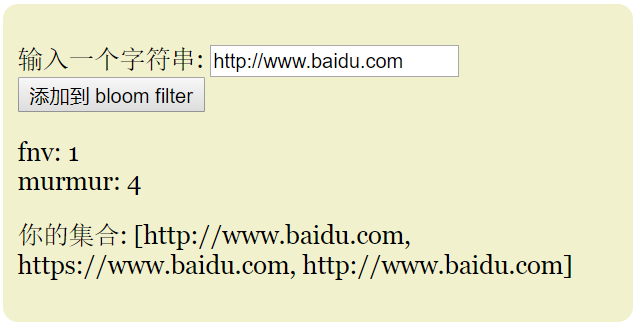 输入一个字符串: http://www.baidu.com
添加到 bloom filter
fnv: 1
murmur: 4
你的集合: [http://www.baidu.com,
https://www.baidu.com, http://www.baidu.com]